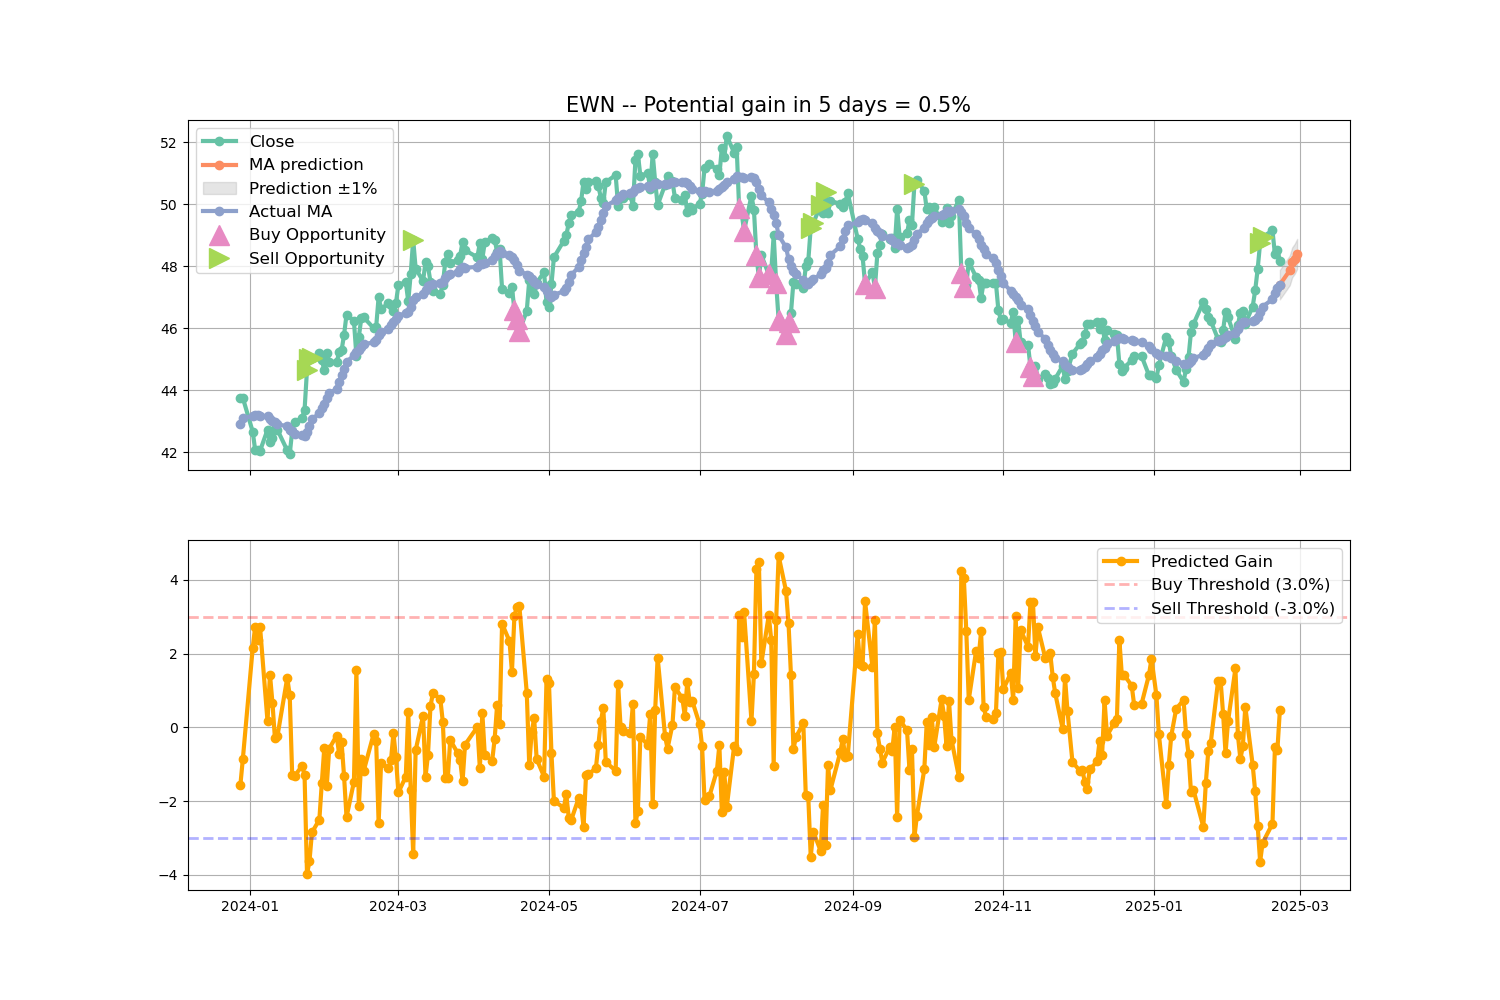 EWN -- Potential gain in 5 days = 0.5%
52
50
48
46
44
42
Close
MA prediction
Prediction ±1%
Actual MA
Buy Opportunity
Sell Opportunity
4
2
0
−2
−4
Predicted Gain
Buy Threshold (3.0%)
Sell Threshold (-3.0%)
2024-01
2024-03
2024-05
2024-07
2024-09
2024-11
2025-01
2025-03